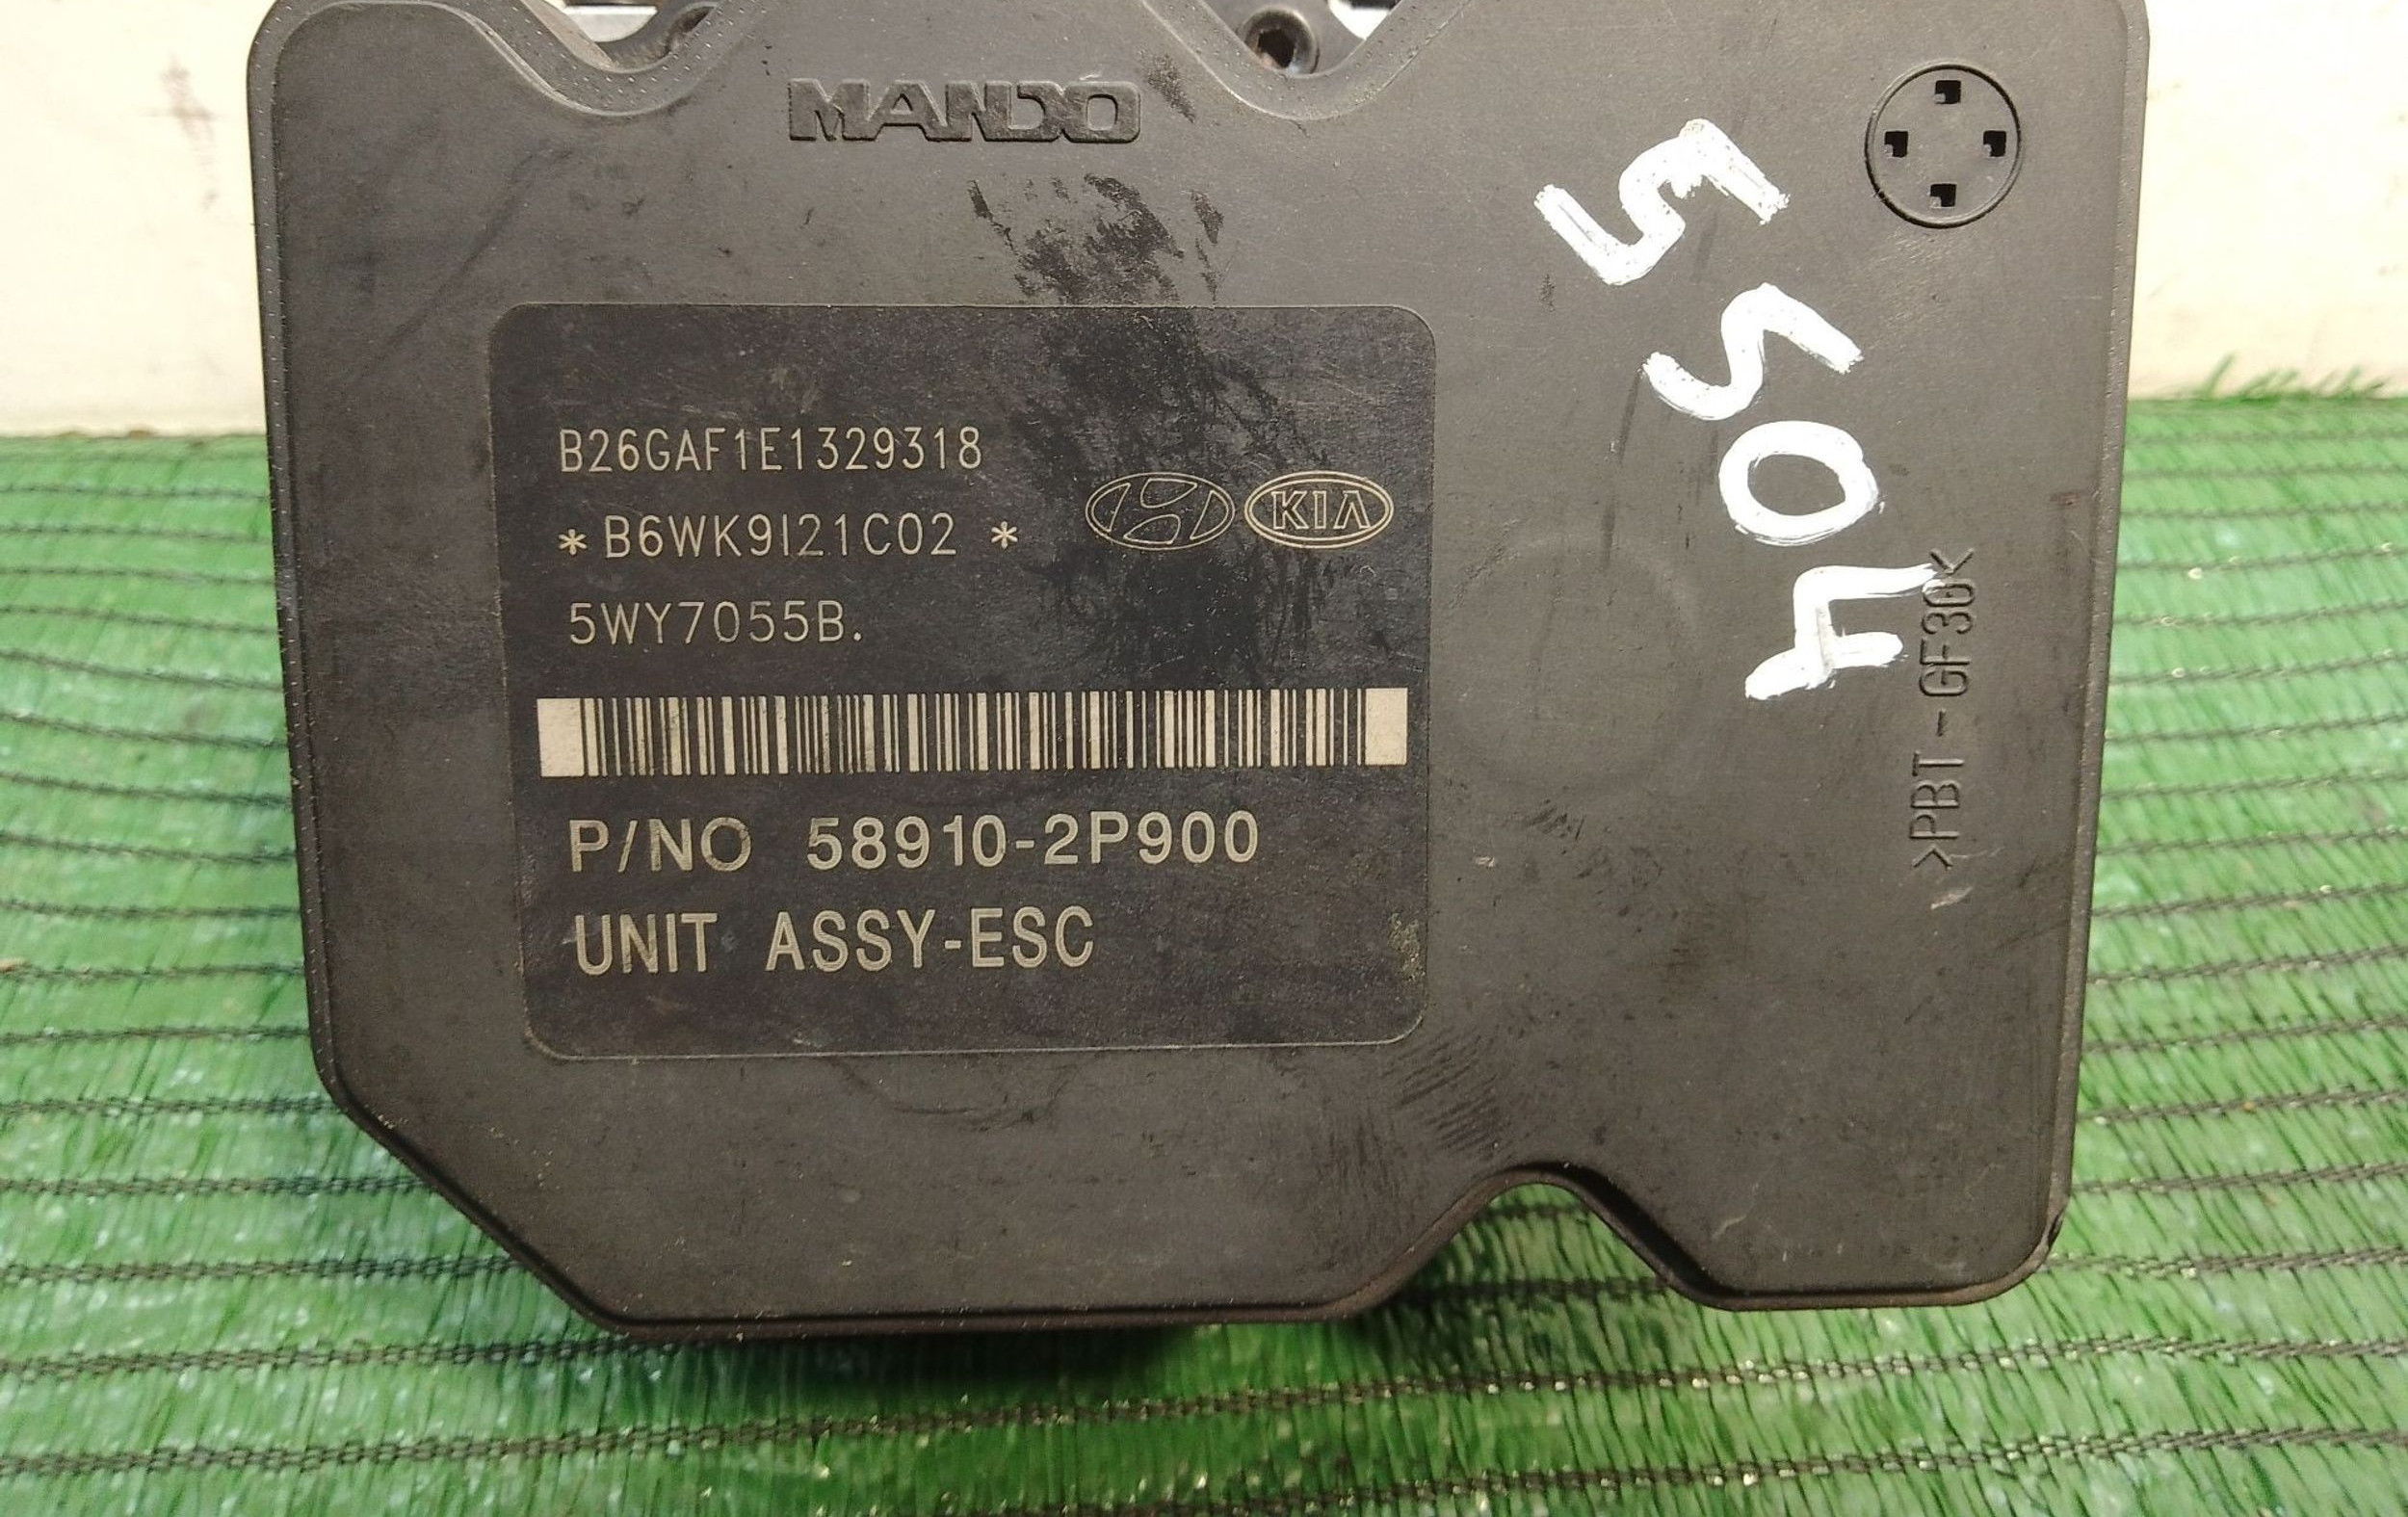 MANDO
B26GAF1E1329318
*B6WK9I21C02 *
KIA
5WY7055B.
P/NO 58910-2P900
UNIT ASSY-ESC
5504
>PBT-GF30<